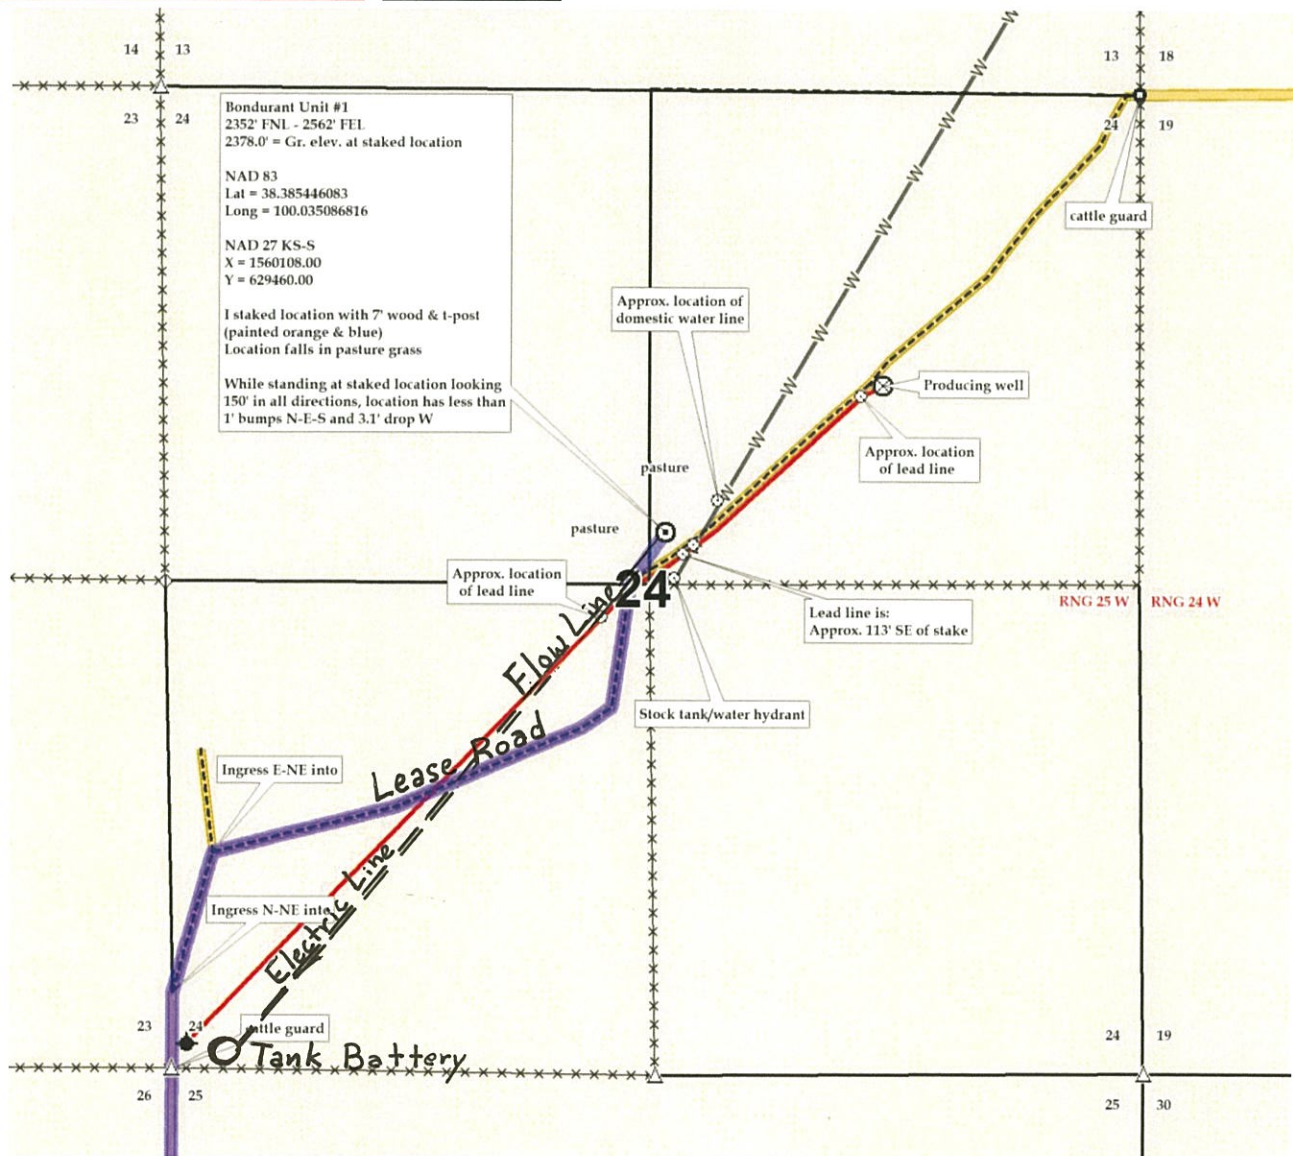 14 13
13 18
23 24
24 19
Bondurant Unit #1
2352' FNL - 2562' FEL
2378.0' = Gr. elev. at staked location
NAD 83
Lat = 38.385446083
Long = 100.035086816
NAD 27 KS-S
X = 1560108.00
Y = 629460.00
I staked location with 7' wood & t-post
(painted orange & blue)
Location falls in pasture grass
While standing at staked location looking
150' in all directions, location has less than
1' bumps N-E-S and 3.1' drop W
W
W
W
W
W
W
W
W
W
W
cattle guard
Approx. location of
domestic water line
Producing well
Approx. location
of lead line
pasture
pasture
Approx. location
of lead line
24
RNG 25 W RNG 24 W
Lead line is:
Approx. 113' SE of stake
Flow Line
Stock tank/water hydrant
Lease Road
Ingress E-NE into
Electric Line
Ingress N-NE into
23 24
ttle guard
24 19
Tank Battery
26 25
25 30